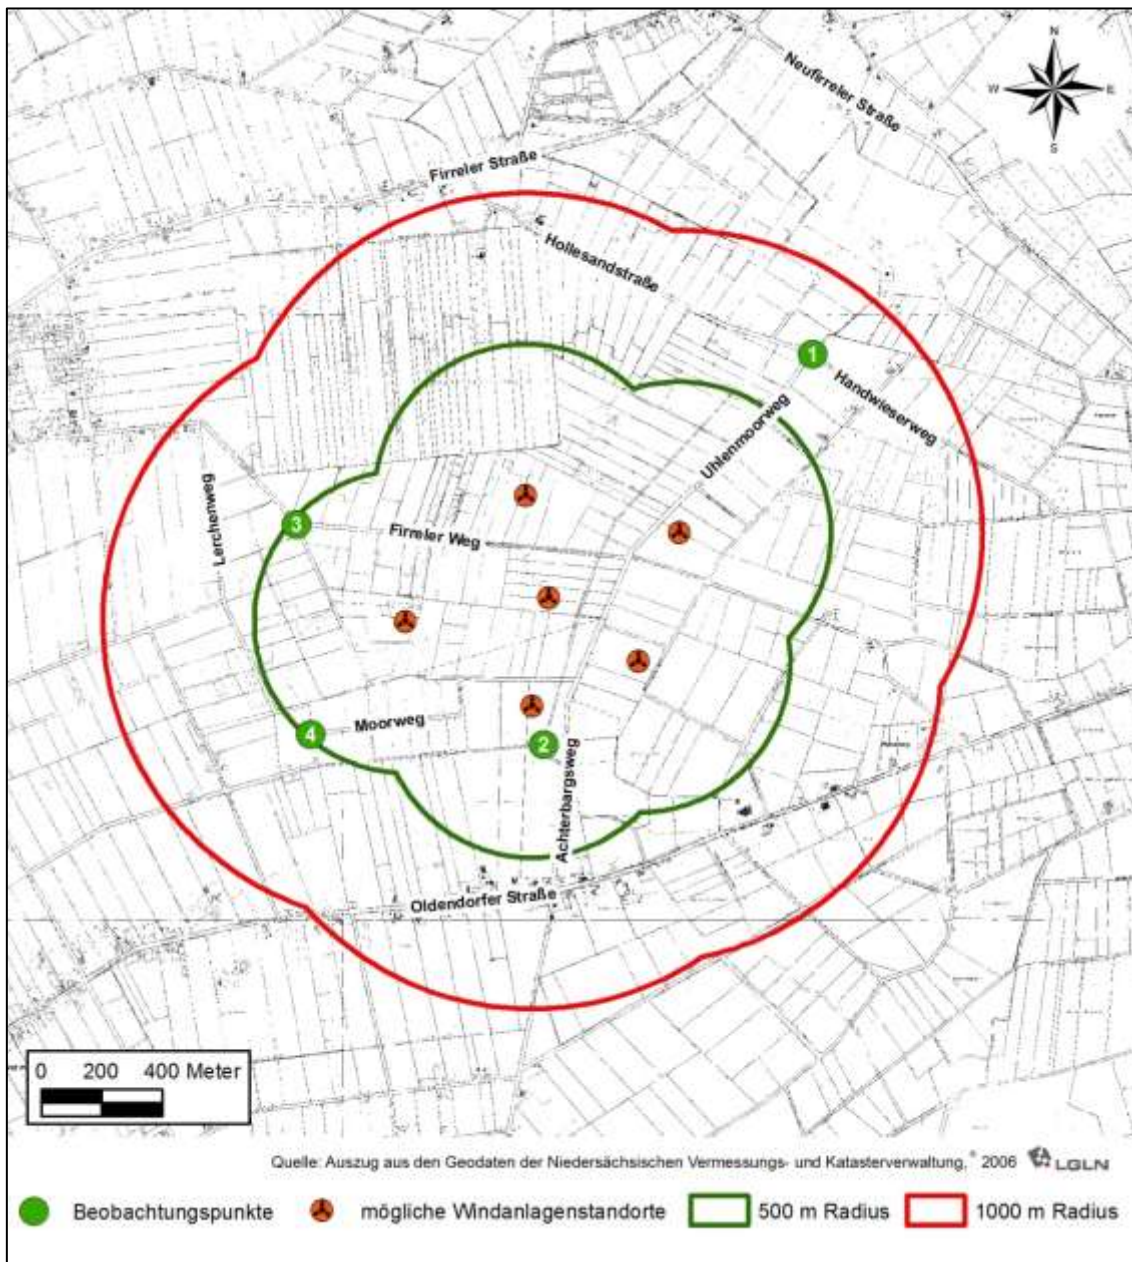 N
W E
S
Neufirreler Straße
Firreler Straße
Hollesandstraße
1
Handwieserweg
Uhlenmoorweg
Lerchenweg
3
Firreler Weg
Moorweg
4
2
Achterbargsweg
Oldendorfer Straße
0 200 400 Meter
Quelle: Auszug aus den Geodaten der Niedersächsischen Vermessungs- und Katasterverwaltung, © 2006 LGLN
Beobachtungspunkte mögliche Windanlagenstandorte 500 m Radius 1000 m Radius